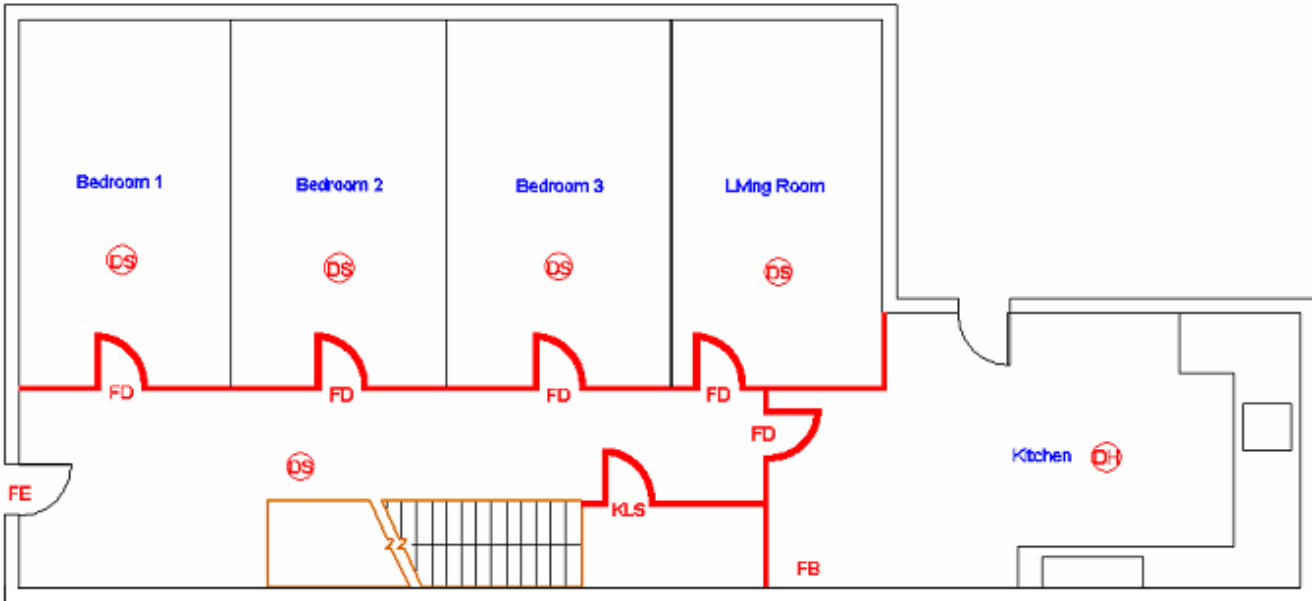 Bedroom 1
Bedroom 2
Bedroom 3
Living Room
DS
DS
DS
DS
FD
FD
FD
FD
FD
Kitchen
DH
DS
FE
KLS
FB